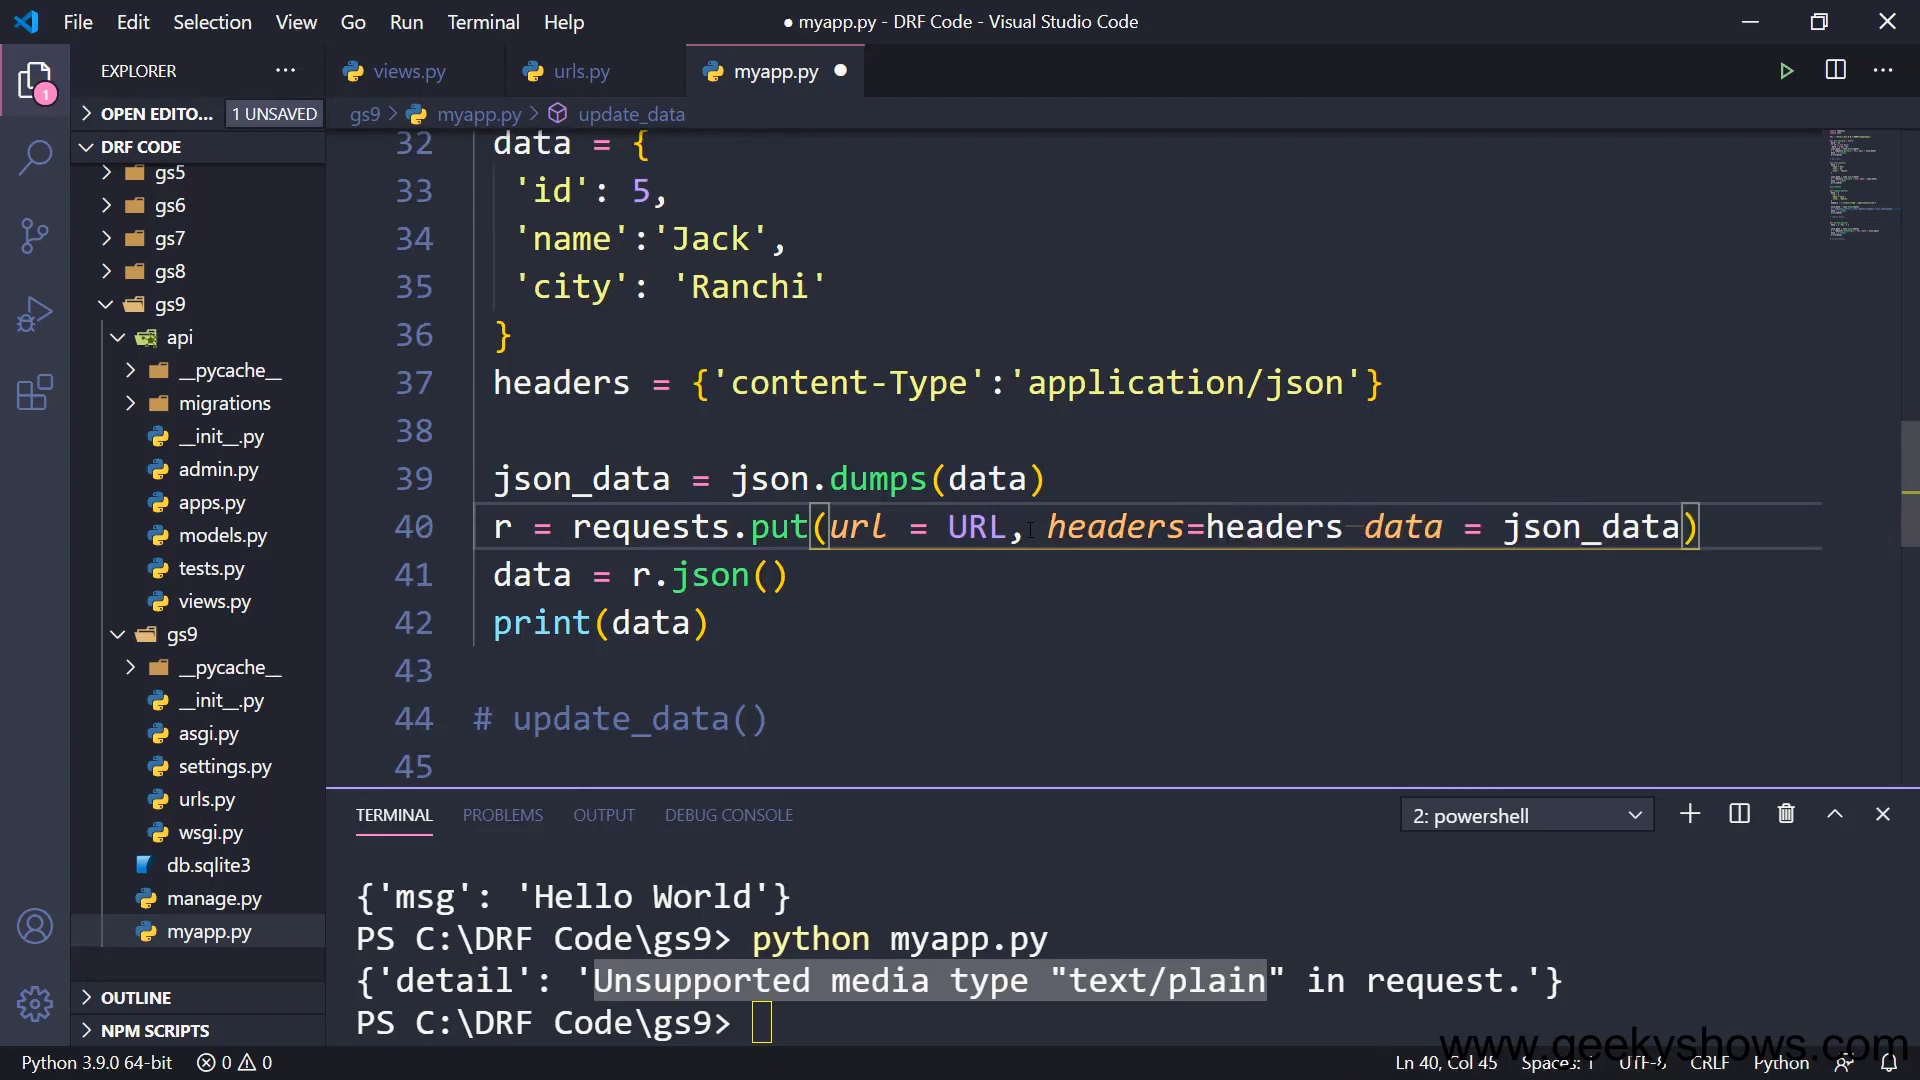 File Edit Selection View Go Run Terminal Help
● myapp.py - DRF Code - Visual Studio Code
EXPLORER
views.py urls.py myapp.py
OPEN EDITO... 1 UNSAVED
gs9 > myapp.py > update_data
DRF CODE
gs5
gs6
gs7
gs8
gs9
api
__pycache__
migrations
__init__.py
admin.py
apps.py
models.py
tests.py
views.py
gs9
__pycache__
__init__.py
asgi.py
settings.py
urls.py
wsgi.py
db.sqlite3
manage.py
myapp.py
OUTLINE
NPM SCRIPTS
1
32 data = {
33 'id': 5,
34 'name':'Jack',
35 'city': 'Ranchi'
36 }
37 headers = {'content-Type':'application/json'}
38
39 json_data = json.dumps(data)
40 r = requests.put(url = URL, headers=headers data = json_data)
41 data = r.json()
42 print(data)
43
44 # update_data()
45
TERMINAL PROBLEMS OUTPUT DEBUG CONSOLE 2: powershell
{'msg': 'Hello World'}
PS C:\DRF Code\gs9> python myapp.py
{'detail': 'Unsupported media type "text/plain" in request.'}
PS C:\DRF Code\gs9>
www.geekyshows.com
Python 3.9.0 64-bit 0 0 Ln 40, Col 45 Spaces: 1 UTF-8 CRLF Python